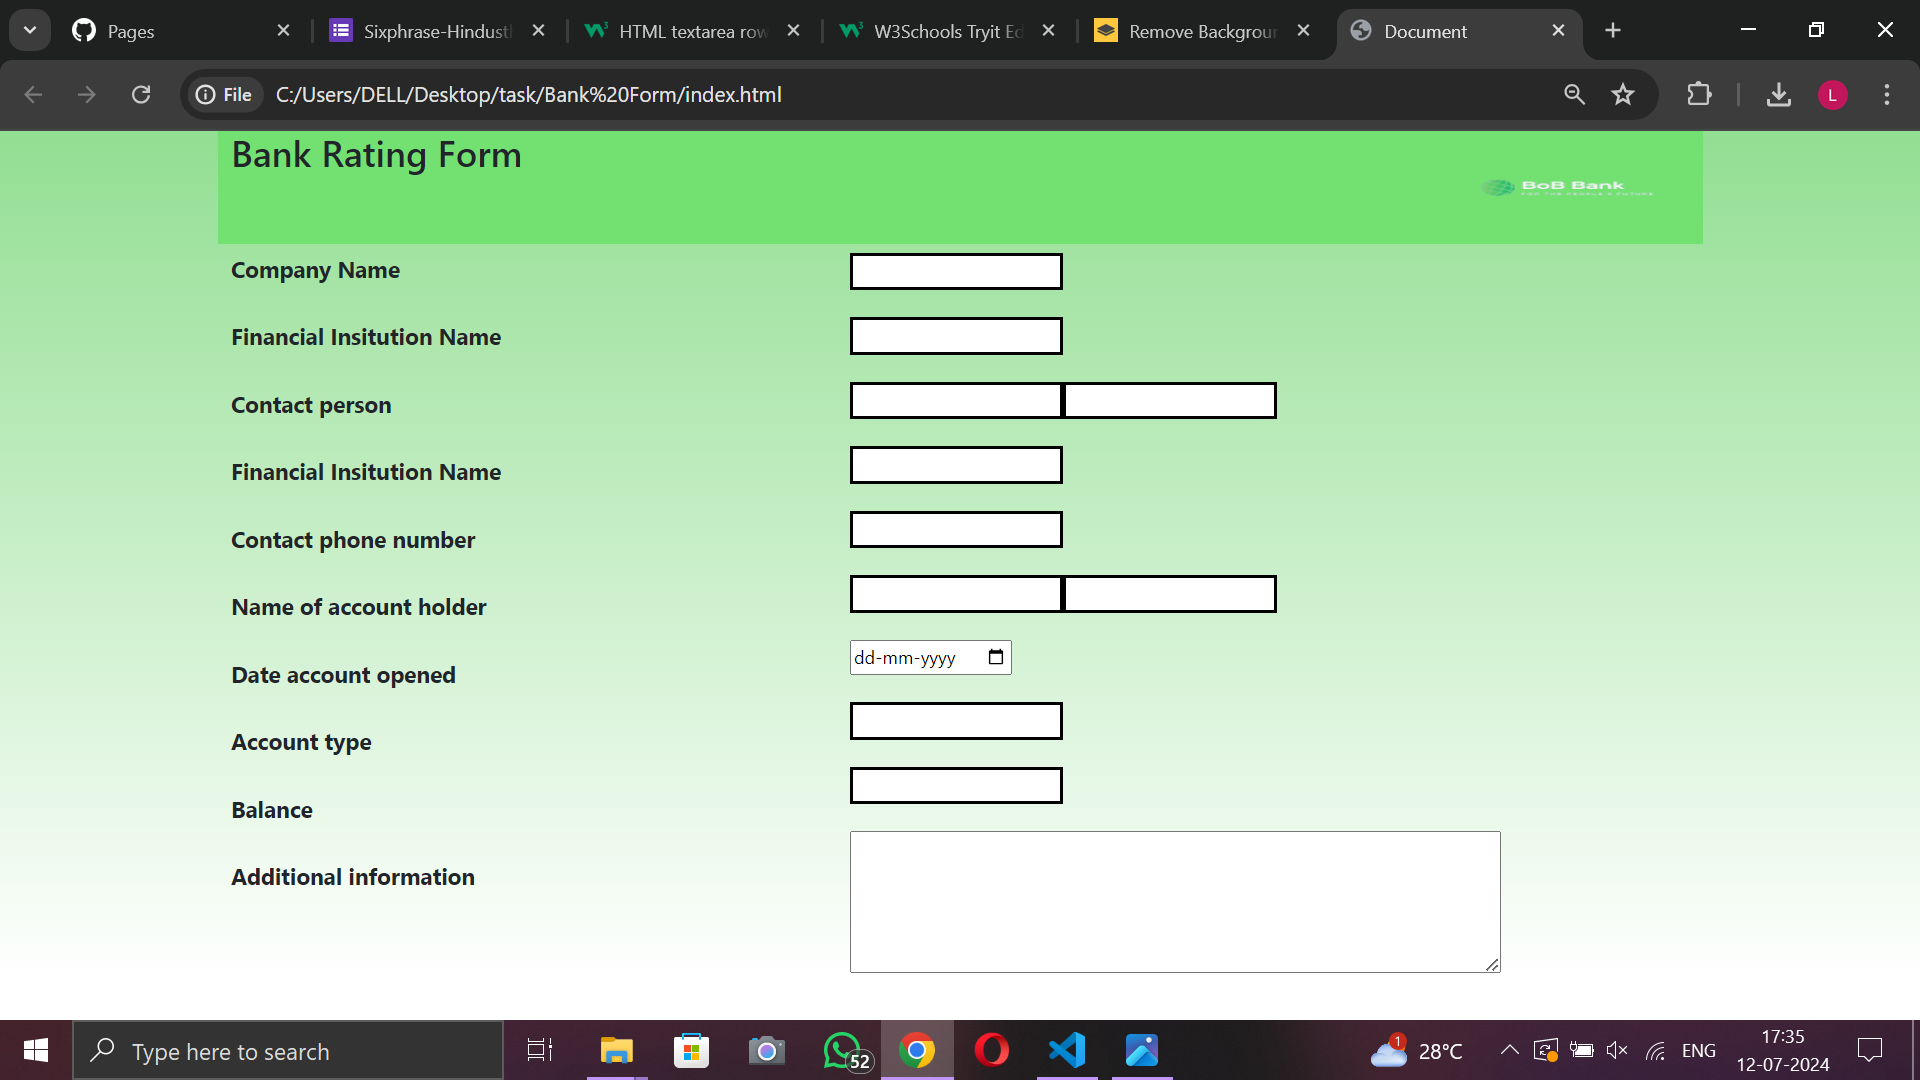 Pages
Sixphrase-Hindust
HTML textarea row
W3Schools Tryit Ed
Remove Backgroun
Document
File
C:/Users/DELL/Desktop/task/Bank%20Form/index.html
L
Bank Rating Form
BoB Bank
Company Name
Financial Insitution Name
Contact person
Financial Insitution Name
Contact phone number
Name of account holder
Date account opened
dd-mm-yyyy
Account type
Balance
Additional information
Type here to search
52
1
28°C
ENG
17:35
12-07-2024